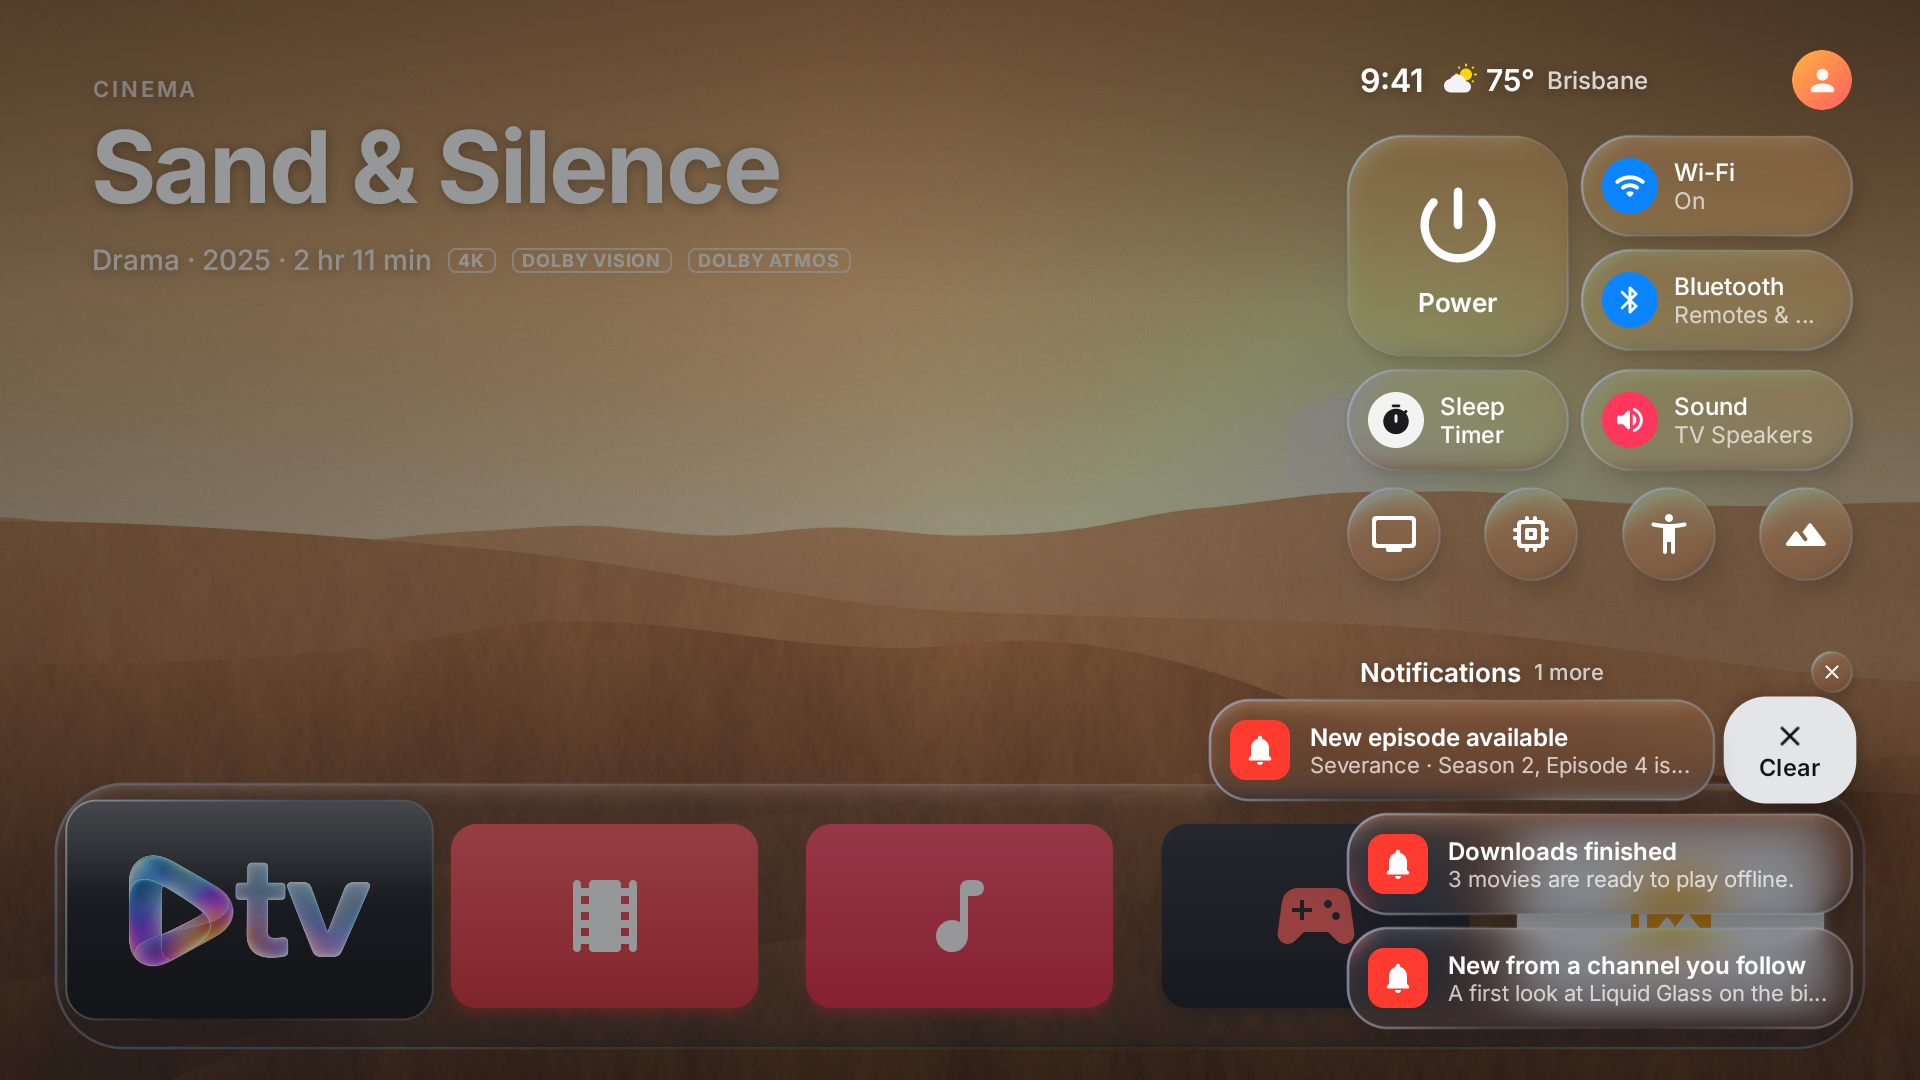 CINEMA
Sand & Silence
Drama · 2025 · 2 hr 11 min 4K DOLBY VISION DOLBY ATMOS
9:41 75° Brisbane
Power
Wi-Fi
On
Bluetooth
Remotes & ...
Sleep
Timer
Sound
TV Speakers
Notifications 1 more
New episode available
Severance · Season 2, Episode 4 is...
Clear
Downloads finished
3 movies are ready to play offline.
New from a channel you follow
A first look at Liquid Glass on the bi...
tv